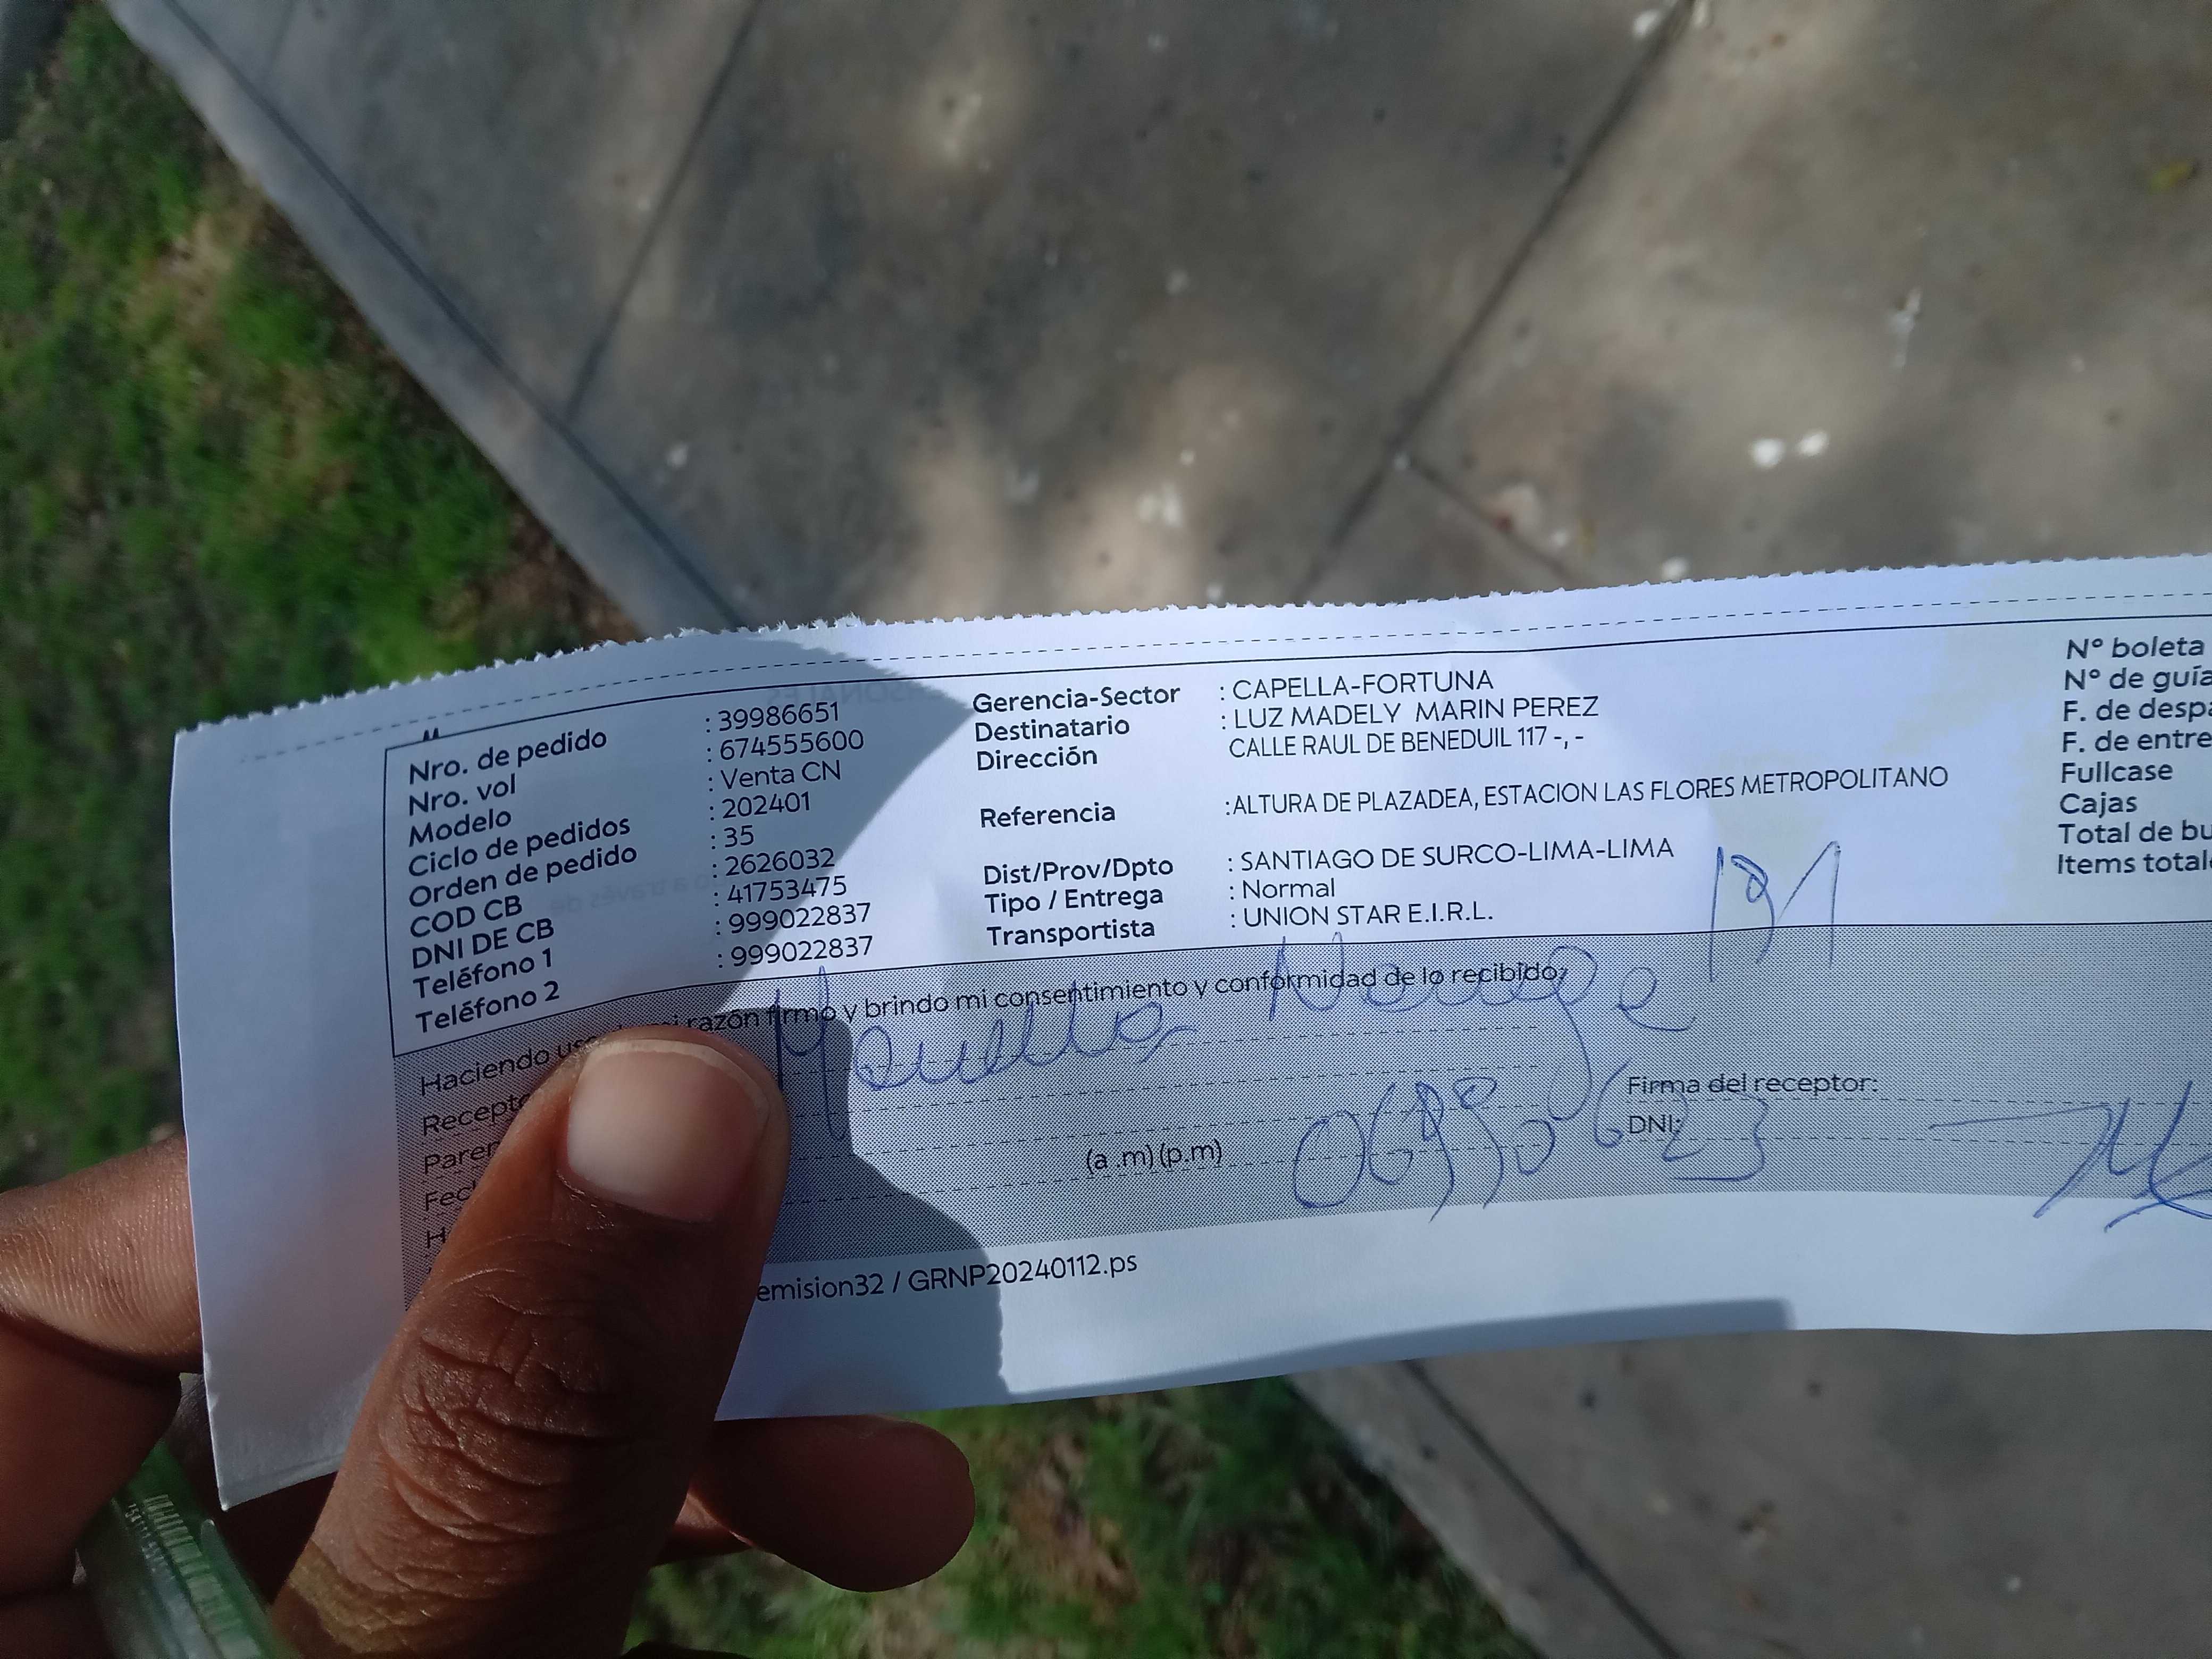 Nro. de pedido : 39986651
Nro. vol : 674555600
Modelo : Venta CN
Ciclo de pedidos : 202401
Orden de pedido : 35
COD CB : 2626032
DNI DE CB : 41753475
Teléfono 1 : 999022837
Teléfono 2 : 999022837
Gerencia-Sector : CAPELLA-FORTUNA
Destinatario : LUZ MADELY MARIN PEREZ
Dirección CALLE RAUL DE BENEDUIL 117 -, -
Referencia :ALTURA DE PLAZADEA, ESTACION LAS FLORES METROPOLITANO
Dist/Prov/Dpto : SANTIAGO DE SURCO-LIMA-LIMA
Tipo / Entrega : Normal
Transportista : UNION STAR E.I.R.L.
Nº boleta
Nº de guía
F. de despa
F. de entre
Fullcase
Cajas
Total de bu
Items total
Haciendo us mi razón firmo y brindo mi consentimiento y conformidad de lo recibido:
Recepto
Paren
Fec
H
(a .m) (p.m)
Firma del receptor:
DNI:
emision32 / GRNP20240112.ps